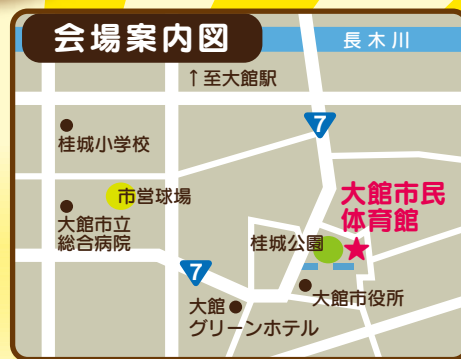 会場案内図
長木川
↑至大館駅
7
桂城小学校
市営球場
大館市立
総合病院
大館市民
体育館
桂城公園
7
大館市役所
大館
グリーンホテル